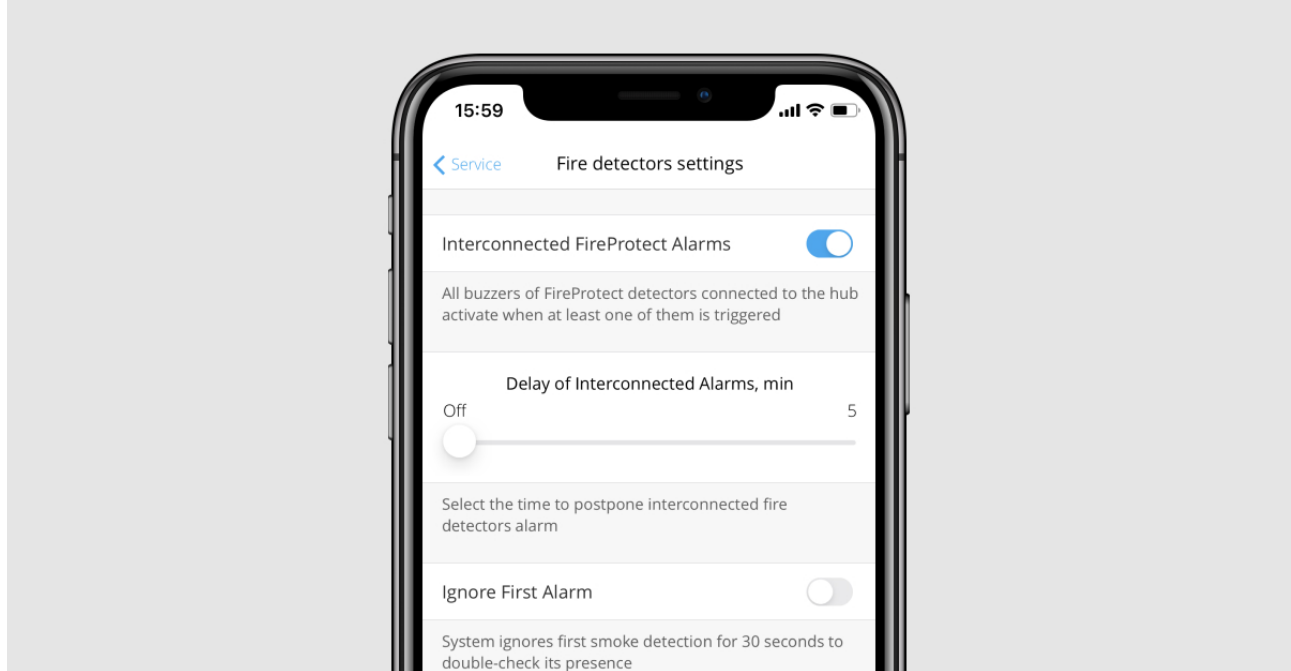 15:59
Service
Fire detectors settings
Interconnected FireProtect Alarms
All buzzers of FireProtect detectors connected to the hub
activate when at least one of them is triggered
Delay of Interconnected Alarms, min
Off 5
Select the time to postpone interconnected fire
detectors alarm
Ignore First Alarm
System ignores first smoke detection for 30 seconds to
double-check its presence